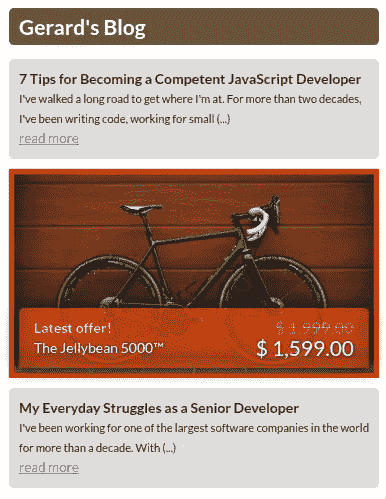 Gerard's Blog
7 Tips for Becoming a Competent JavaScript Developer
I've walked a long road to get where I'm at. For more than two decades,
I've been writing code, working for small (...)
read more
Latest offer!
$ 1,999.00
The Jellybean 5000™
$ 1,599.00
My Everyday Struggles as a Senior Developer
I've been working for one of the largest software companies in the world
for more than a decade. With (...)
read more